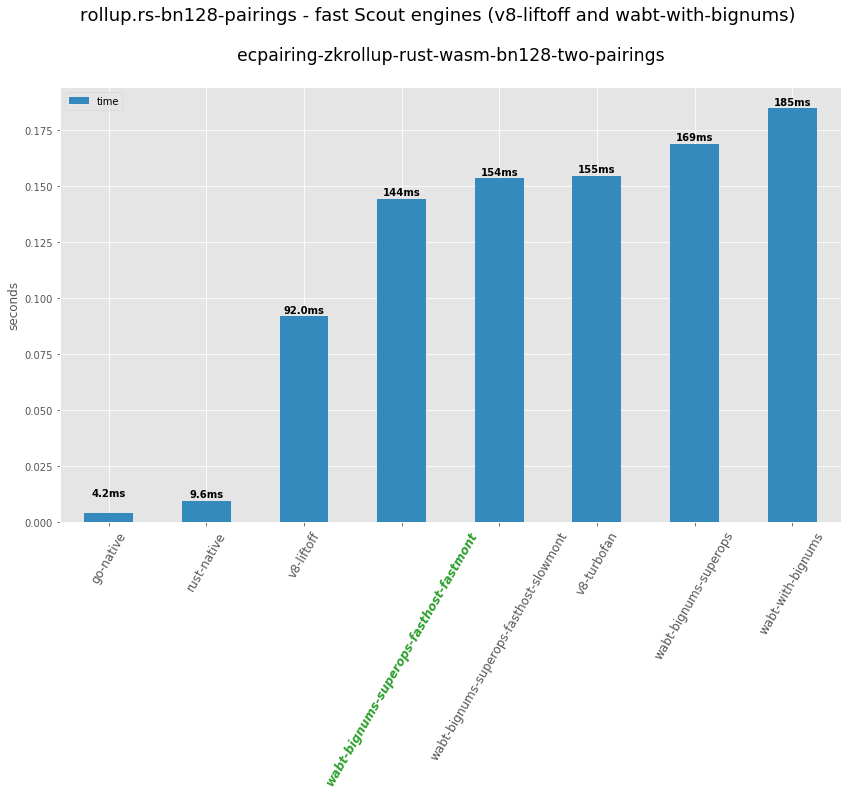 rollup.rs-bn128-pairings - fast Scout engines (v8-liftoff and wabt-with-bignums)
ecpairing-zkrollup-rust-wasm-bn128-two-pairings
time
seconds
0.175
0.150
0.125
0.100
0.075
0.050
0.025
0.000
4.2ms
9.6ms
92.0ms
144ms
154ms
155ms
169ms
185ms
go-native
rust-native
v8-liftoff
wabt-bignums-superops-fasthost-fastmont
wabt-bignums-superops-fasthost-slowmont
v8-turbofan
wabt-bignums-superops
wabt-with-bignums